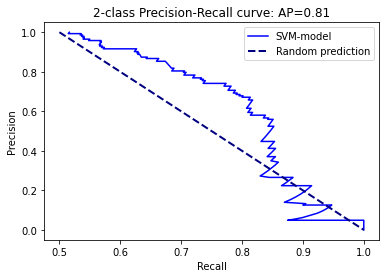 2-class Precision-Recall curve: AP=0.81
SVM-model
Random prediction
Precision
1.0
0.8
0.6
0.4
0.2
0.0
0.5
0.6
0.7
0.8
0.9
1.0
Recall